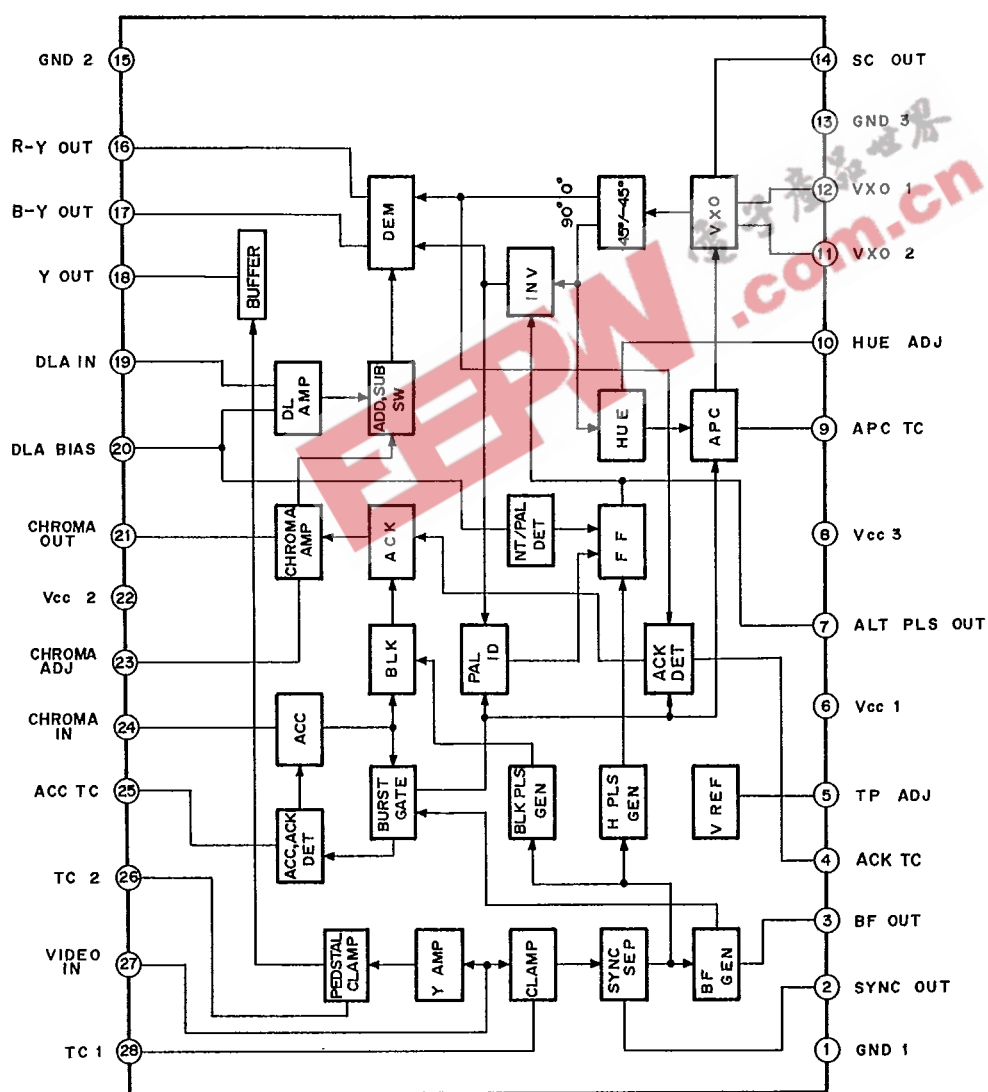 GND 2
15
14
SC OUT
13
GND 3
R-Y OUT
16
DEM
90° 0°
45°/-45°
VXO
12
VXO 1
B-Y OUT
17
11
VXO 2
Y OUT
18
BUFFER
INV
電子產品世界
EEPW.com.cn
10
HUE ADJ
DLA IN
19
DL AMP
ADD, SUB SW
HUE
APC
9
APC TC
DLA BIAS
20
CHROMA OUT
21
CHROMA AMP
ACK
NT/PAL DET
FF
8
Vcc 3
Vcc 2
22
7
ALT PLS OUT
CHROMA ADJ
23
BLK
PAL ID
ACK DET
6
Vcc 1
CHROMA IN
24
ACC
ACC TC
25
ACC, ACK DET
BURST GATE
BLK PLS GEN
H PLS GEN
V REF
5
TP ADJ
4
ACK TC
TC 2
26
3
BF OUT
VIDEO IN
27
PEDSTAL CLAMP
Y AMP
CLAMP
SYNC SEP
BF GEN
2
SYNC OUT
TC 1
28
1
GND 1